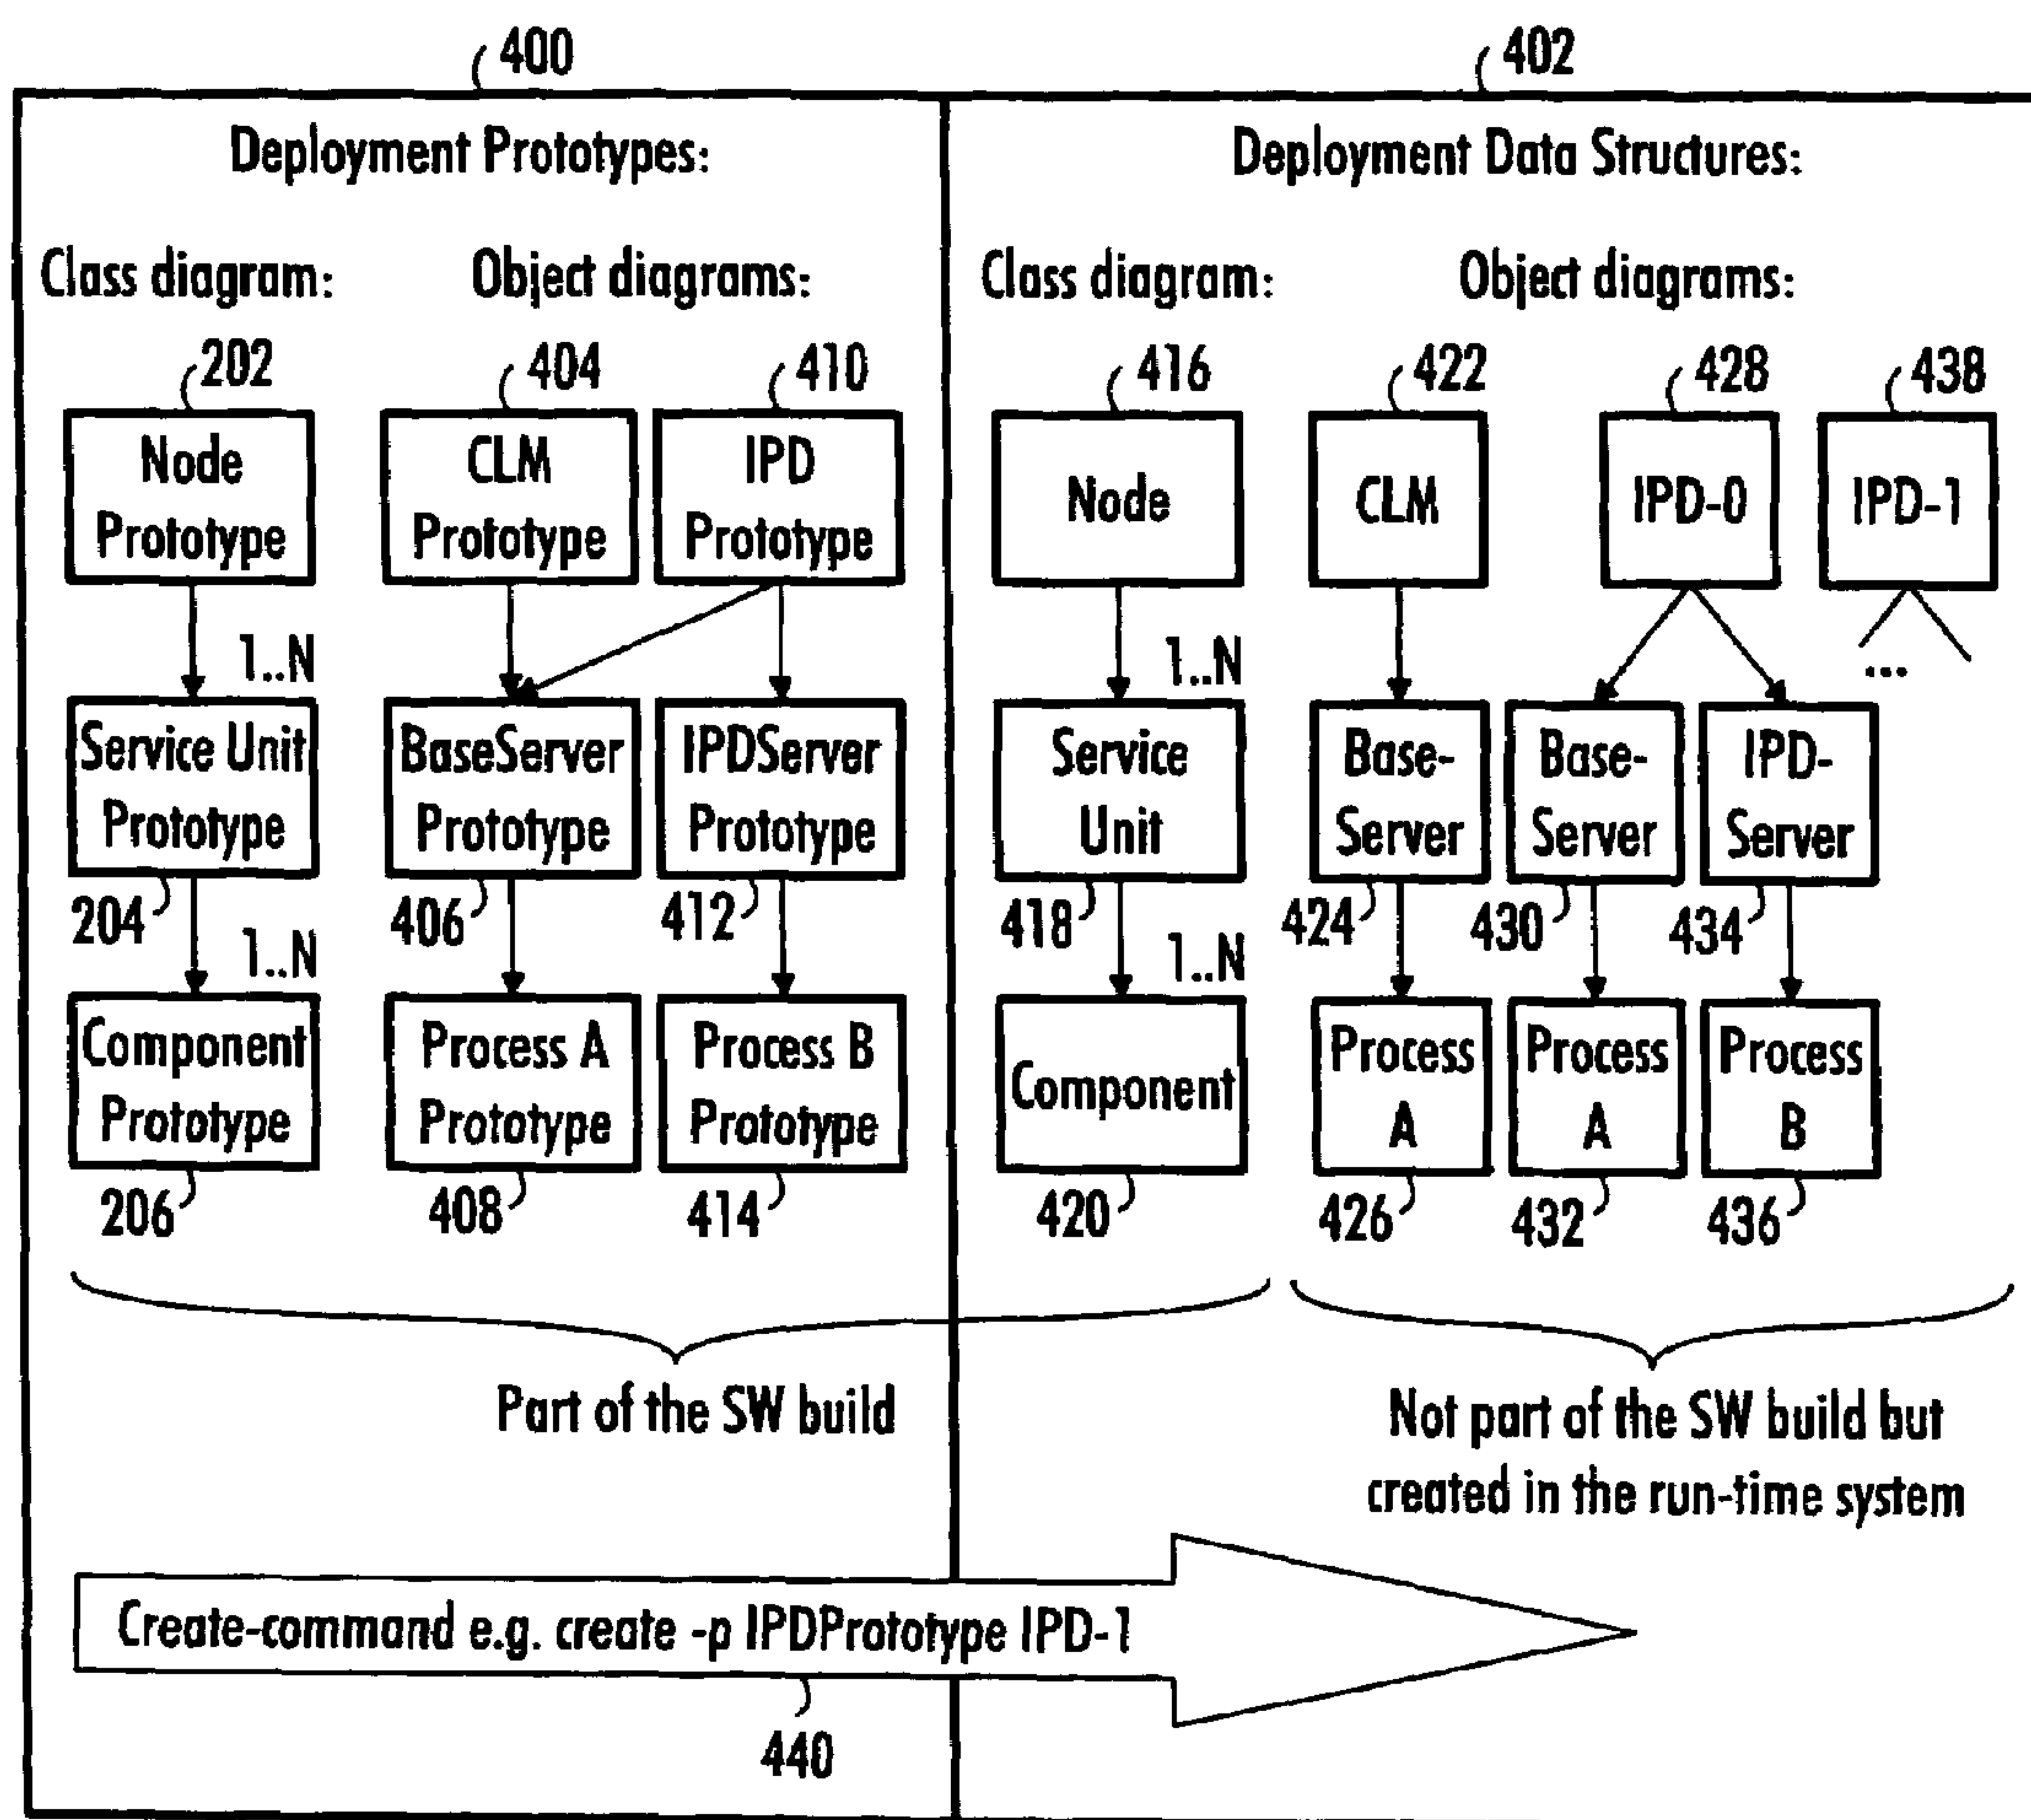 400
402
Deployment Prototypes:
Deployment Data Structures:
Class diagram:
Object diagrams:
Class diagram:
Object diagrams:
202
404
410
416
422
428
438
Node
Prototype
CLM
Prototype
IPD
Prototype
Node
CLM
IPD-0
IPD-1
1..N
1..N
...
Service Unit
Prototype
BaseServer
Prototype
IPDServer
Prototype
Service
Unit
Base-
Server
Base-
Server
IPD-
Server
204
406
412
418
424
430
434
1..N
1..N
Component
Prototype
Process A
Prototype
Process B
Prototype
Component
Process
A
Process
A
Process
B
206
408
414
420
426
432
436
Part of the SW build
Not part of the SW build but
created in the run-time system
Create-command e.g. create -p IPDPrototype IPD-1
440